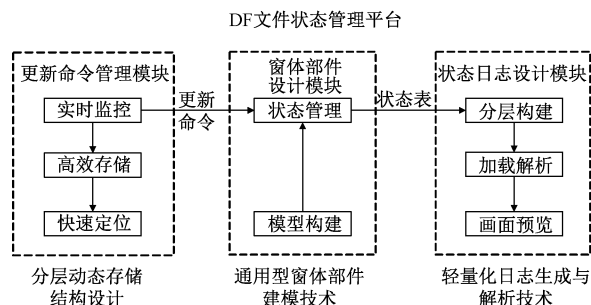 DF文件状态管理平台
更新命令管理模块
实时监控
高效存储
快速定位
更新
命令
窗体部件
设计模块
状态管理
模型构建
状态表
状态日志设计模块
分层构建
加载解析
画面预览
分层动态存储
结构设计
通用型窗体部件
建模技术
轻量化日志生成与
解析技术